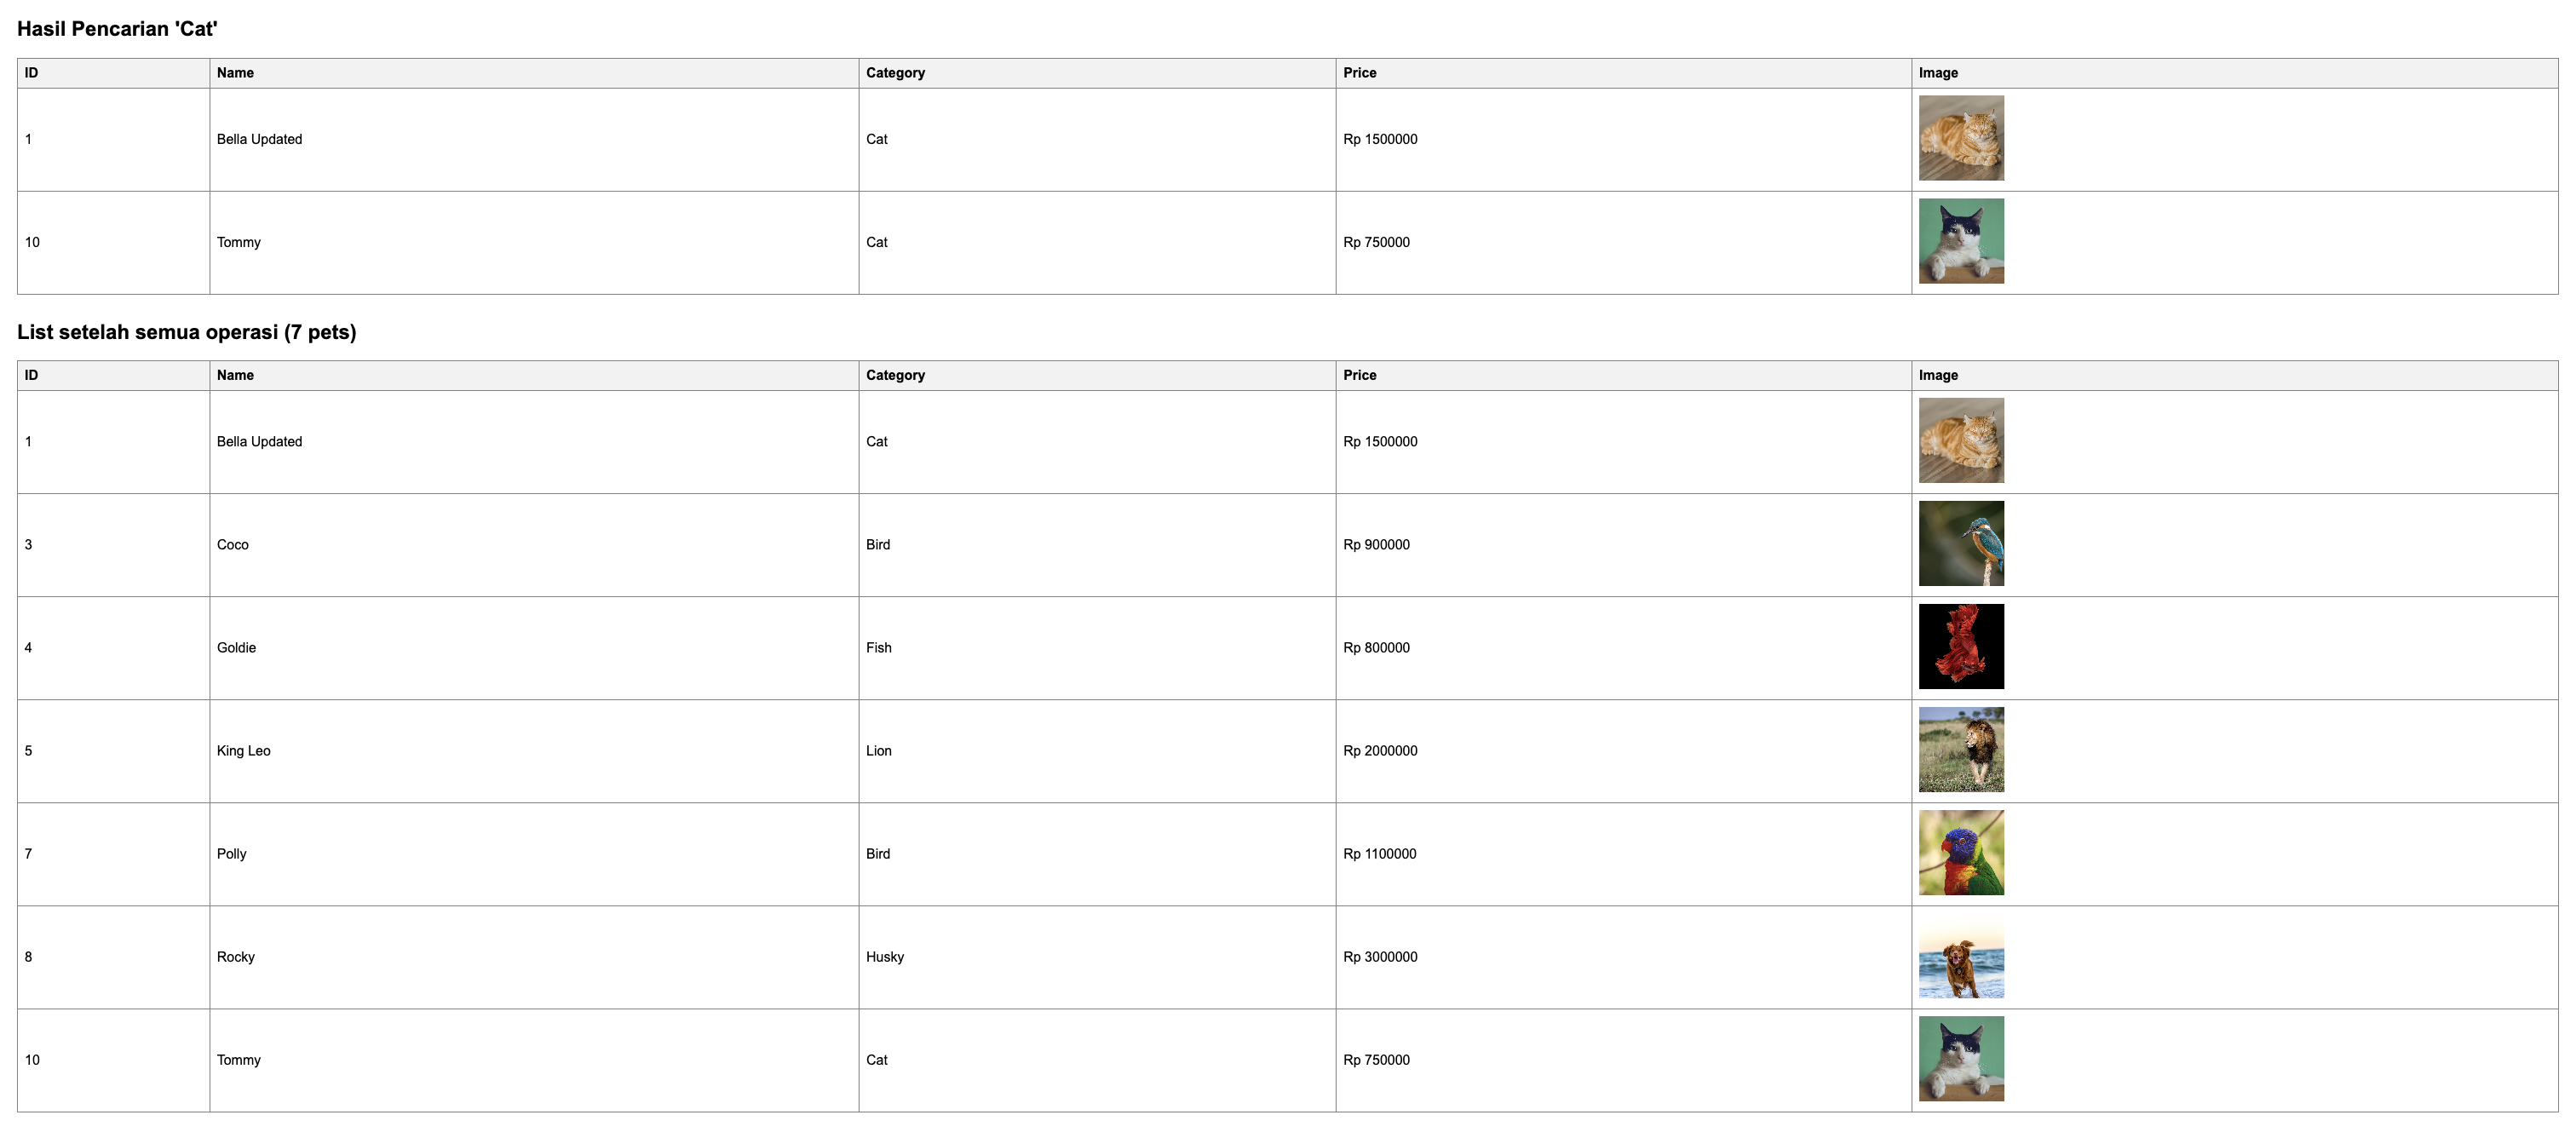 Hasil Pencarian 'Cat'
ID Name Category Price Image
1 Bella Updated Cat Rp 1500000
10 Tommy Cat Rp 750000
List setelah semua operasi (7 pets)
ID Name Category Price Image
1 Bella Updated Cat Rp 1500000
3 Coco Bird Rp 900000
4 Goldie Fish Rp 800000
5 King Leo Lion Rp 2000000
7 Polly Bird Rp 1100000
8 Rocky Husky Rp 3000000
10 Tommy Cat Rp 750000